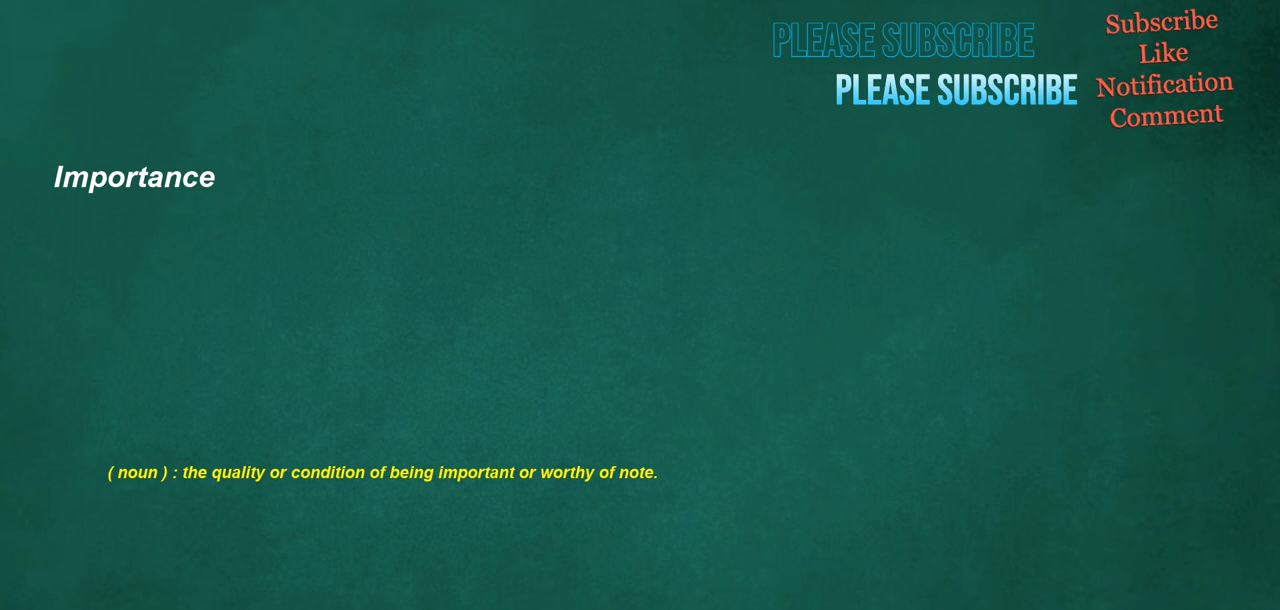 PLEASE SUBSCRIBE
PLEASE SUBSCRIBE
Subscribe
Like
Notification
Comment
Importance
( noun ) : the quality or condition of being important or worthy of note.